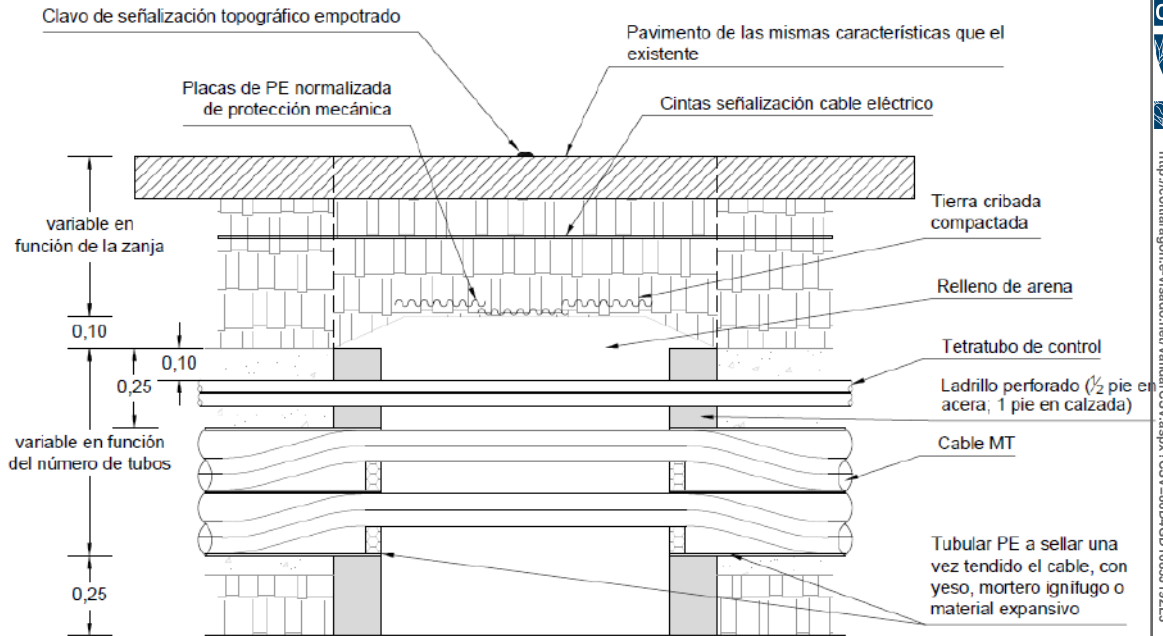 Clavo de señalización topográfico empotrado
Pavimento de las mismas características que el
existente
Placas de PE normalizada
de protección mecánica
Cintas señalización cable eléctrico
variable en
función de la zanja
Tierra cribada
compactada
Relleno de arena
0,10
0,10
0,25
Tetratubo de control
Ladrillo perforado (½ pie en
acera; 1 pie en calzada)
variable en función
del número de tubos
Cable MT
Tubular PE a sellar una
vez tendido el cable, con
yeso, mortero ignífugo o
material expansivo
0,25